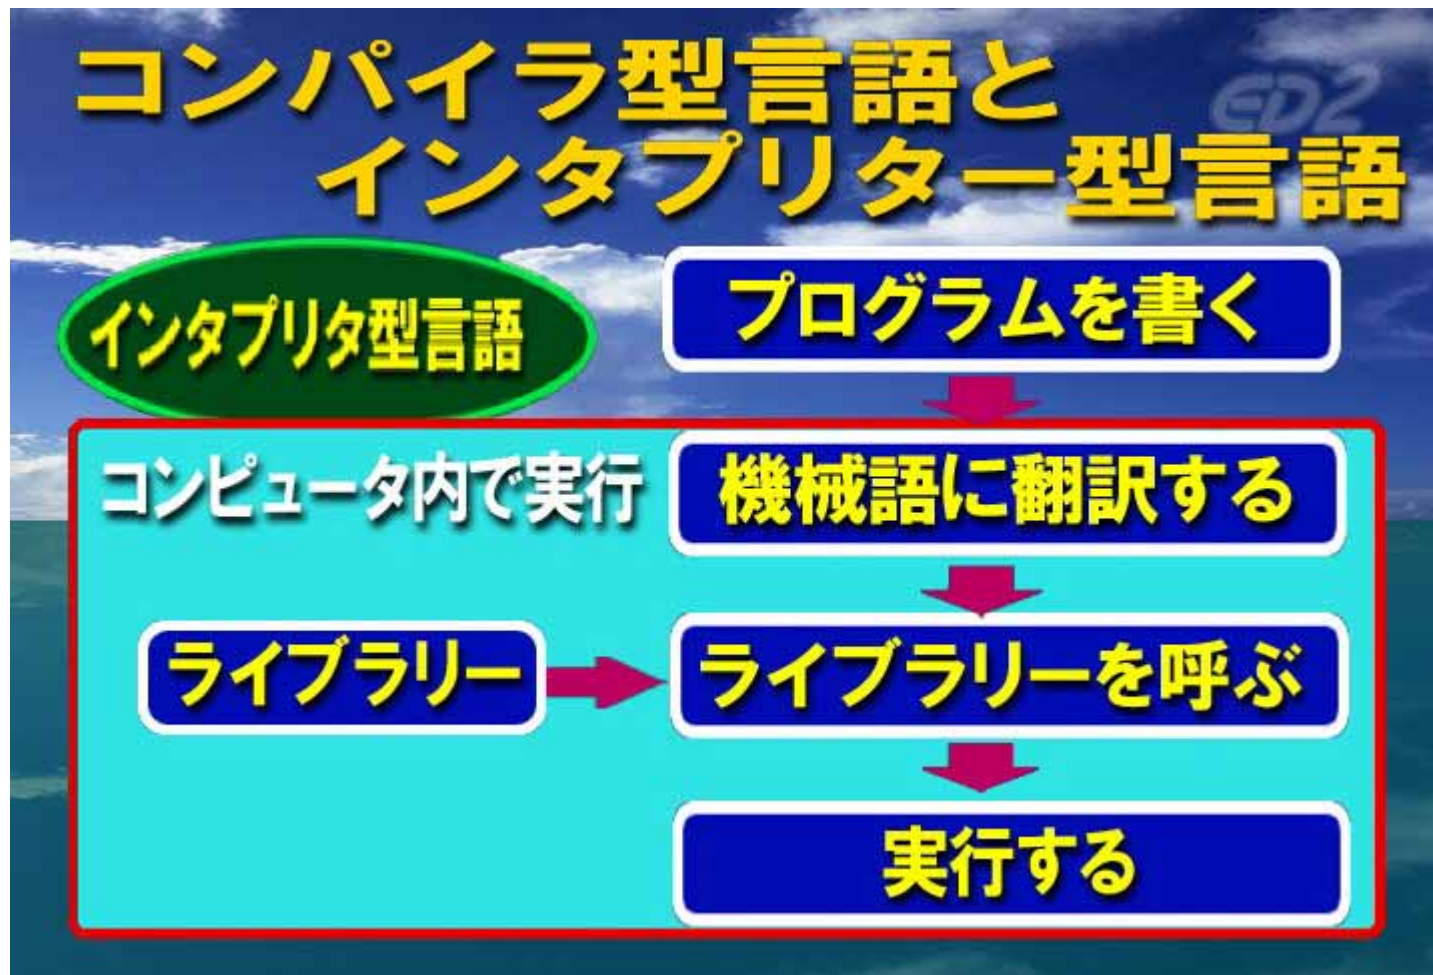 コンパイラ型言語と
インタプリター型言語
ED2
インタプリタ型言語
プログラムを書く
コンピュータ内で実行
機械語に翻訳する
ライブラリー
ライブラリーを呼ぶ
実行する